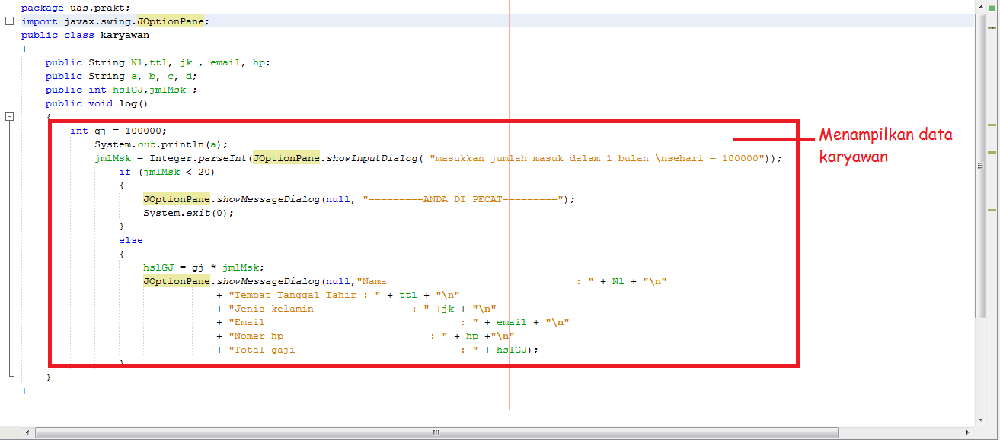 package uas.prakt;
import javax.swing.JOptionPane;
public class karyawan
{
public String Nl,ttl, jk , email, hp;
public String a, b, c, d;
public int hslGJ,jmlMsk ;
public void log()
{
int gj = 100000;
System.out.println(a);
jmlMsk = Integer.parseInt(JOptionPane.showInputDialog( "masukkan jumlah masuk dalam 1 bulan \nsehari = 100000"));
if (jmlMsk < 20)
{
JOptionPane.showMessageDialog(null, "=========ANDA DI PECAT=========");
System.exit(0);
}
else
{
hslGJ = gj * jmlMsk;
JOptionPane.showMessageDialog(null,"Nama                               : " + Nl + "\n"
+ "Tempat Tanggal Tahir : " + ttl + "\n"
+ "Jenis kelamin                : " +jk + "\n"
+ "Email                                : " + email + "\n"
+ "Nomer hp                        : " + hp +"\n"
+ "Total gaji                           : " + hslGJ);
}
}
}
Menampilkan data
karyawan